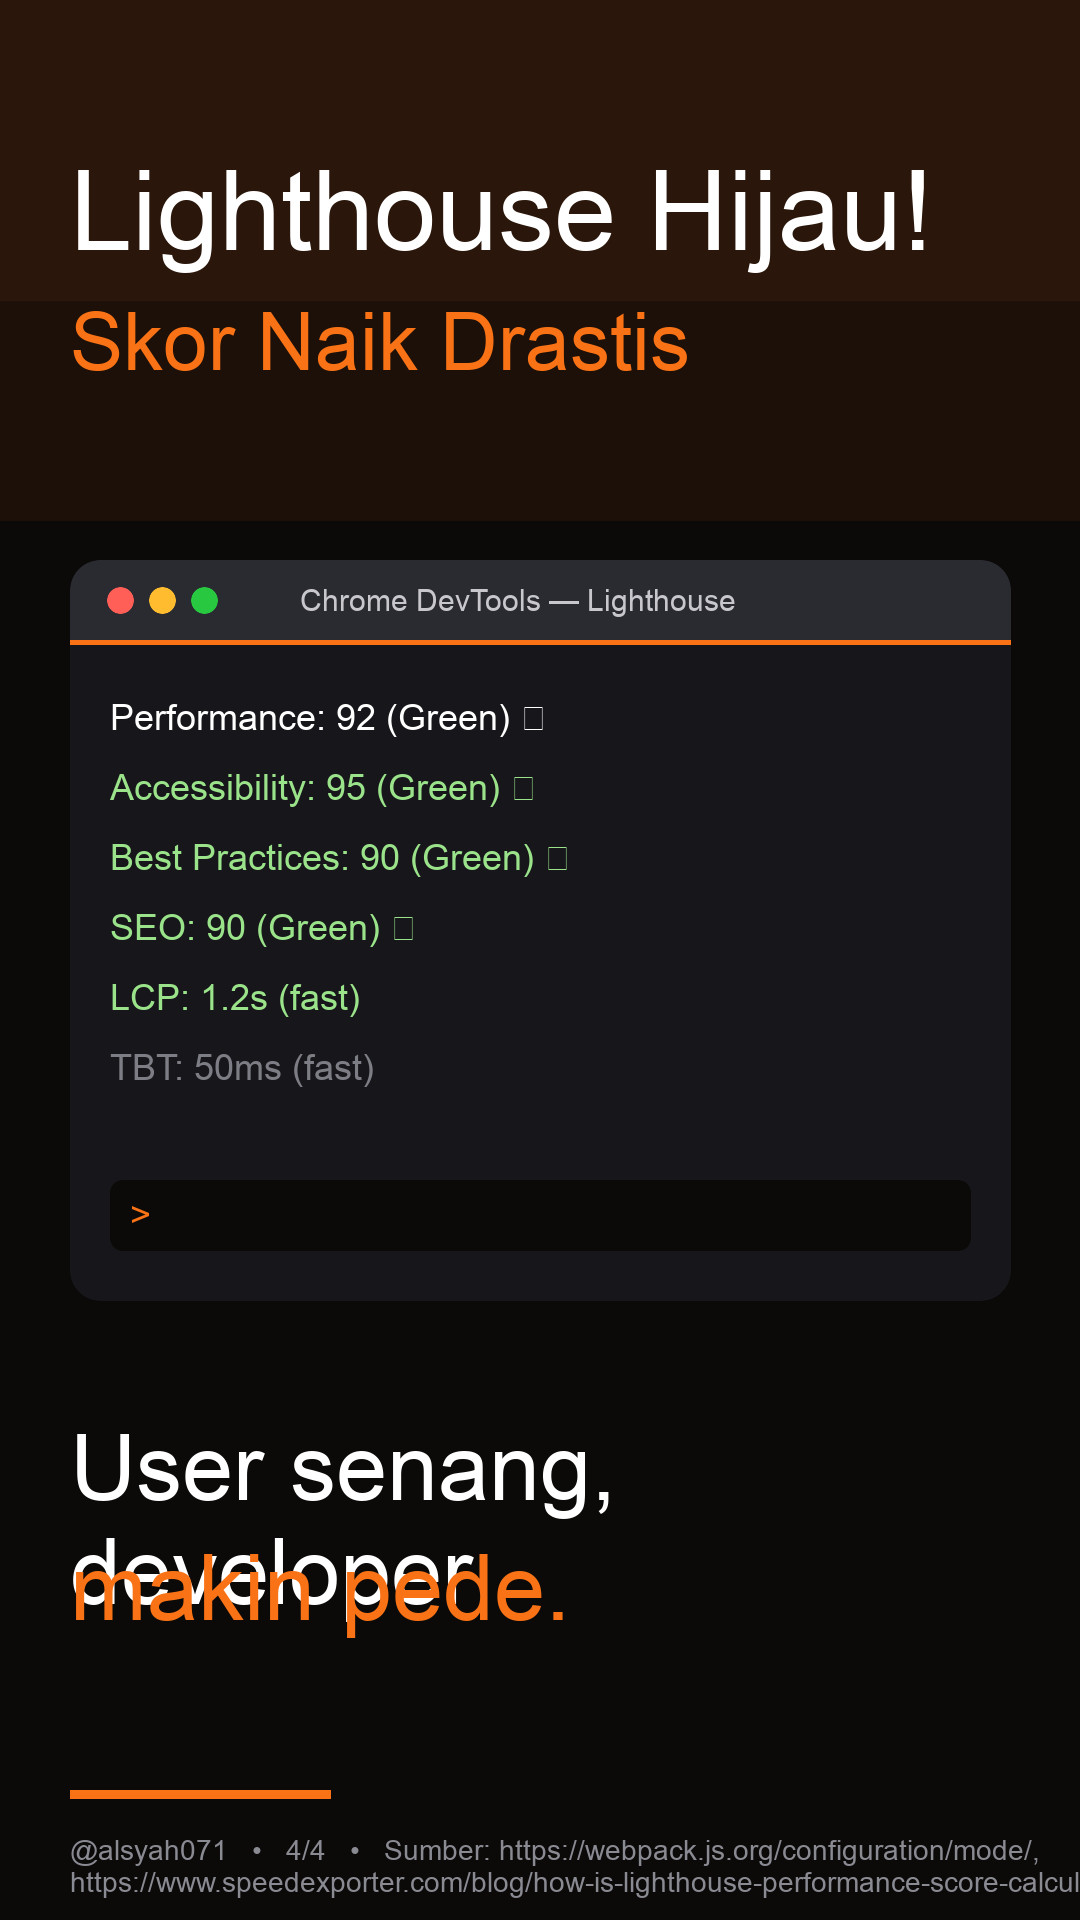 Lighthouse Hijau!
Skor Naik Drastis
Chrome DevTools — Lighthouse
Performance: 92 (Green) 
Accessibility: 95 (Green) 
Best Practices: 90 (Green) 
SEO: 90 (Green) 
LCP: 1.2s (fast)
TBT: 50ms (fast)
>
User senang,
developer
makin pede.
@alsyah071 • 4/4 • Sumber: https://webpack.js.org/configuration/mode/,
https://www.speedexporter.com/blog/how-is-lighthouse-performance-score-calcul